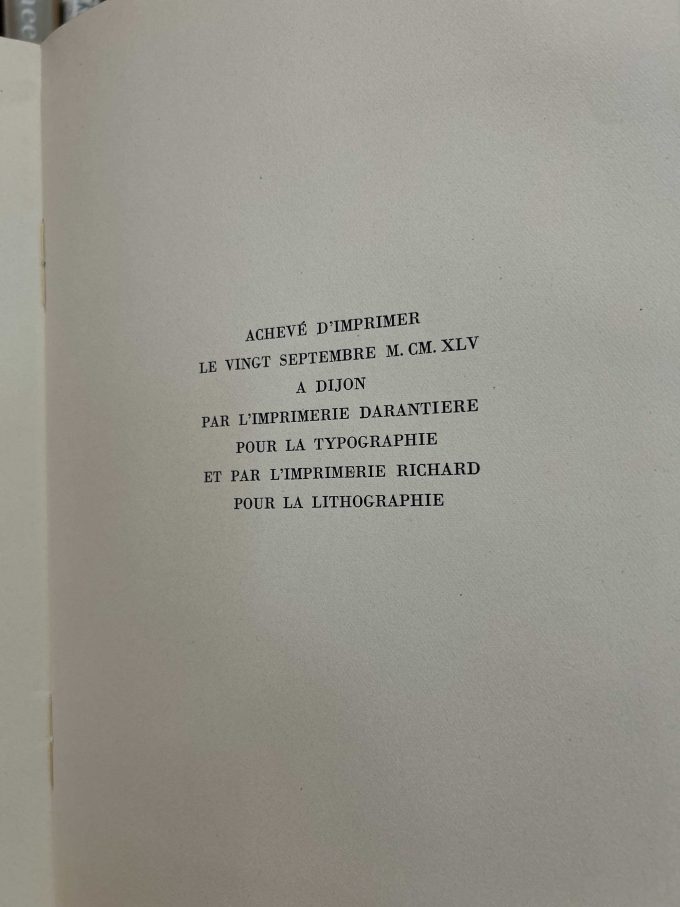 ACHEVÉ D'IMPRIMER
LE VINGT SEPTEMBRE M. CM. XLV
A DIJON
PAR L'IMPRIMERIE DARANTIERE
POUR LA TYPOGRAPHIE
ET PAR L'IMPRIMERIE RICHARD
POUR LA LITHOGRAPHIE